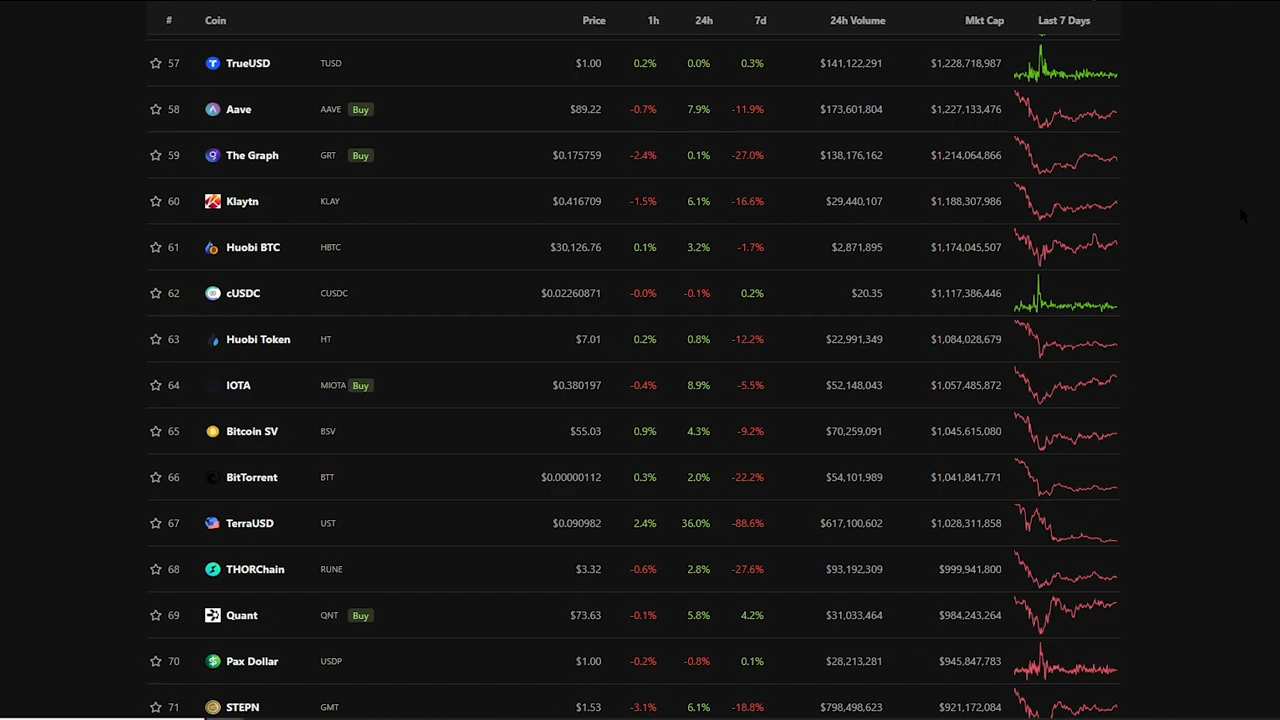 # Coin Price 1h 24h 7d 24h Volume Mkt Cap Last 7 Days
57 TrueUSD TUSD $1.00 0.2% 0.0% 0.3% $141,122,291 $1,228,718,987
58 Aave AAVE Buy $89.22 -0.7% 7.9% -11.9% $173,601,804 $1,227,133,476
59 The Graph GRT Buy $0.175759 -2.4% 0.1% -27.0% $138,176,162 $1,214,064,866
60 Klaytn KLAY $0.416709 -1.5% 6.1% -16.6% $29,440,107 $1,188,307,986
61 Huobi BTC HBTC $30,126.76 0.1% 3.2% -1.7% $2,871,895 $1,174,045,507
62 cUSDC CUSDC $0.02260871 -0.0% -0.1% 0.2% $20.35 $1,117,386,446
63 Huobi Token HT $7.01 0.2% 0.8% -12.2% $22,991,349 $1,084,028,679
64 IOTA MIOTA Buy $0.380197 -0.4% 8.9% -5.5% $52,148,043 $1,057,485,872
65 Bitcoin SV BSV $55.03 0.9% 4.3% -9.2% $70,259,091 $1,045,615,080
66 BitTorrent BTT $0.00000112 0.3% 2.0% -22.2% $54,101,989 $1,041,841,771
67 TerraUSD UST $0.090982 2.4% 36.0% -88.6% $617,100,602 $1,028,311,858
68 THORChain RUNE $3.32 -0.6% 2.8% -27.6% $93,192,309 $999,941,800
69 Quant QNT Buy $73.63 -0.1% 5.8% 4.2% $31,033,464 $984,243,264
70 Pax Dollar USDP $1.00 -0.2% -0.8% 0.1% $28,213,281 $945,847,783
71 STEPN GMT $1.53 -3.1% 6.1% -18.8% $798,498,623 $921,172,084